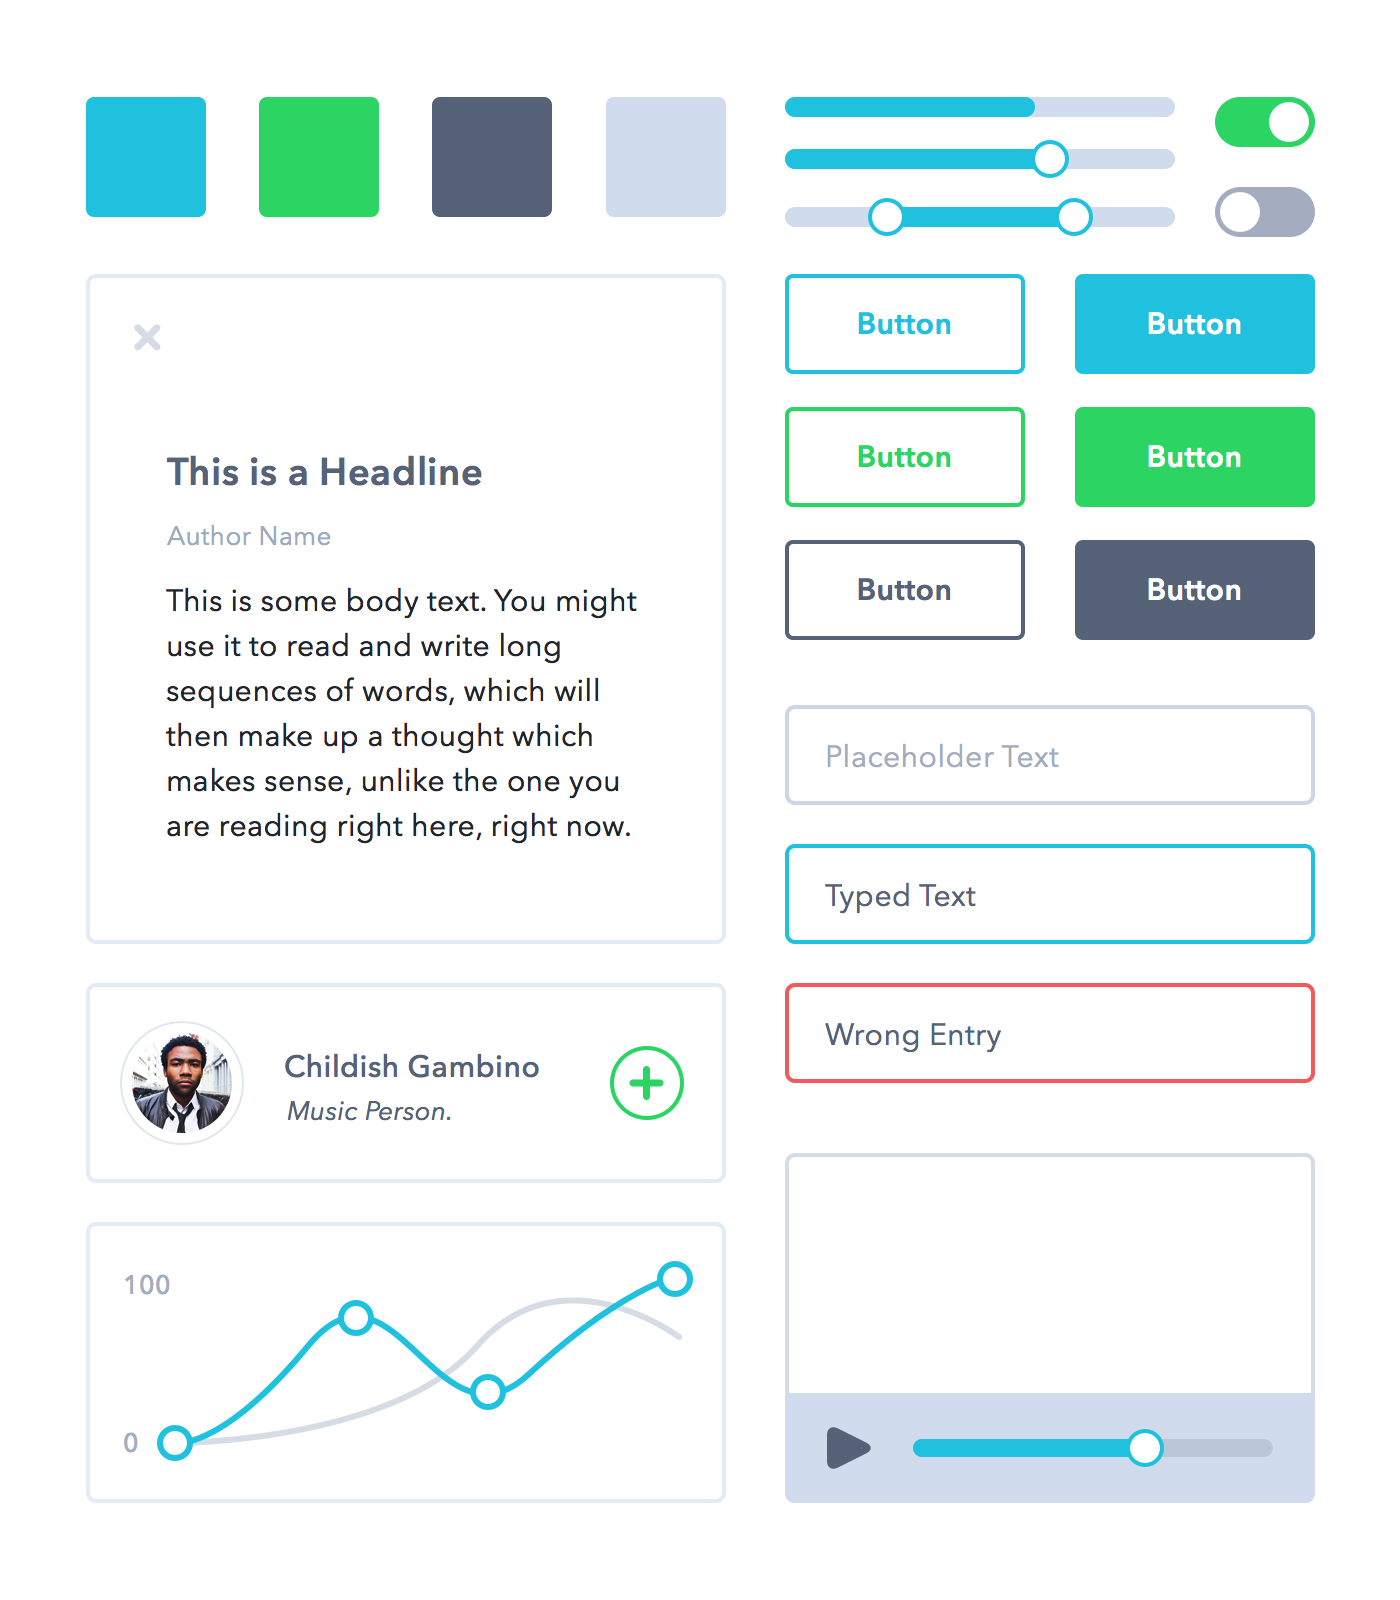 This is a Headline
Author Name
This is some body text. You might
use it to read and write long
sequences of words, which will
then make up a thought which
makes sense, unlike the one you
are reading right here, right now.
Childish Gambino
Music Person.
100
0
Button
Button
Button
Button
Button
Button
Placeholder Text
Typed Text
Wrong Entry